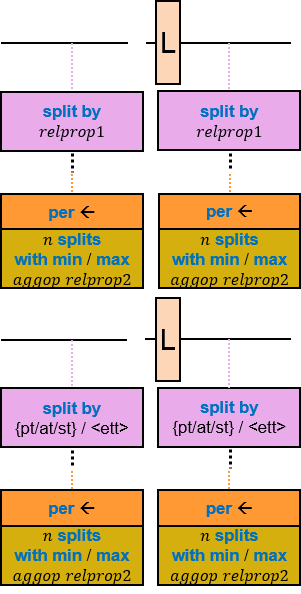 L
split by
relprop1
split by
relprop1
per ←
n splits
with min / max
aggop relprop2
per ←
n splits
with min / max
aggop relprop2
L
split by
{pt/at/st} / <ett>
split by
{pt/at/st} / <ett>
per ←
n splits
with min / max
aggop relprop2
per ←
n splits
with min / max
aggop relprop2